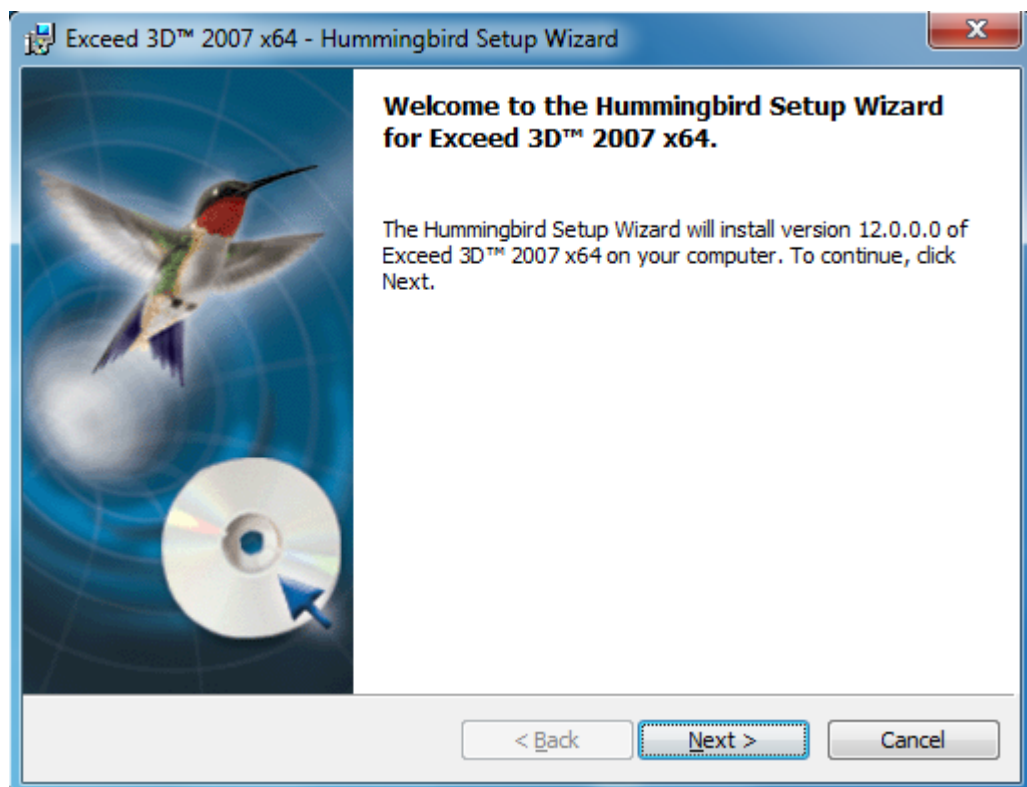 Exceed 3D™ 2007 x64 - Hummingbird Setup Wizard
Welcome to the Hummingbird Setup Wizard
for Exceed 3D™ 2007 x64.
The Hummingbird Setup Wizard will install version 12.0.0.0 of
Exceed 3D™ 2007 x64 on your computer. To continue, click
Next.
< Back
Next >
Cancel